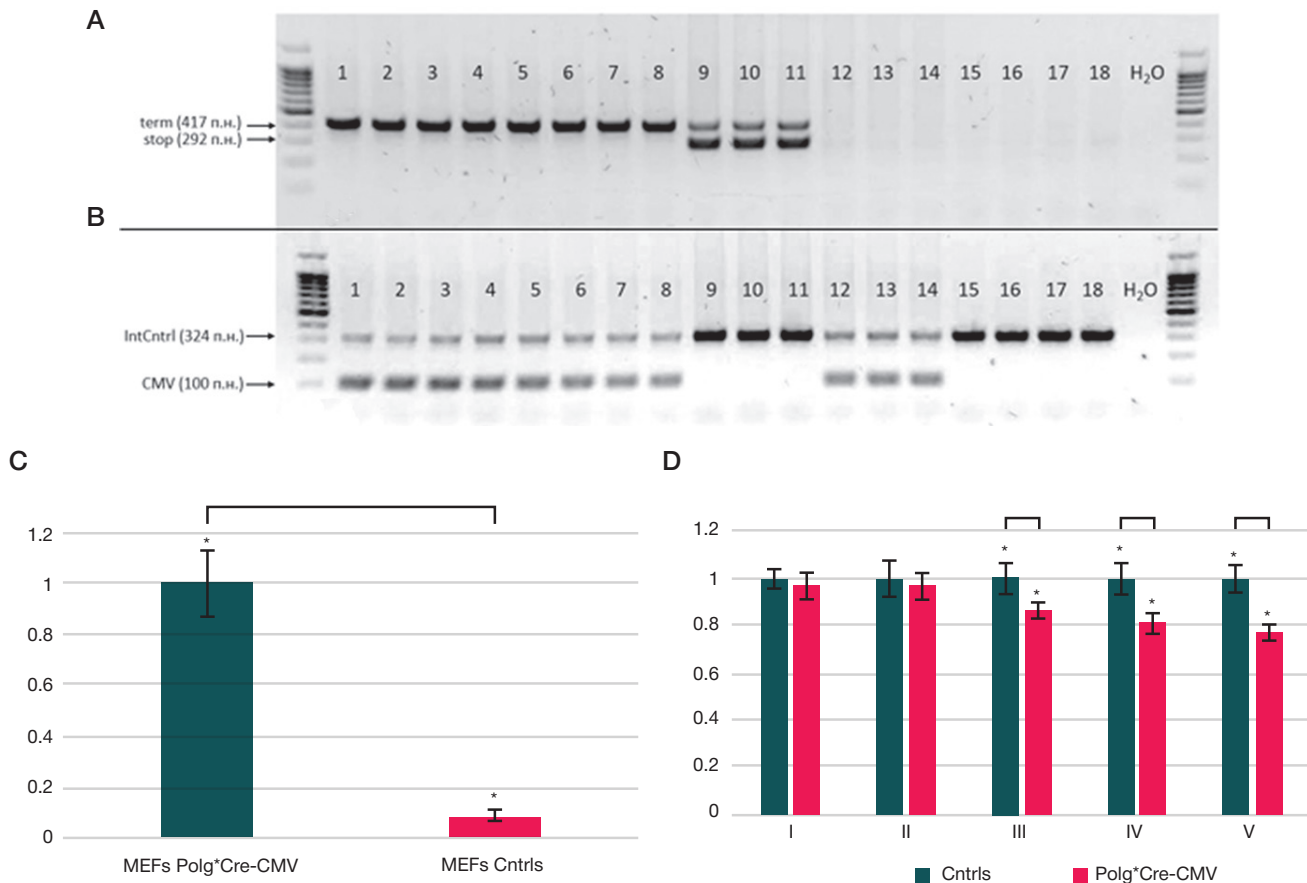 A
1 2 3 4 5 6 7 8 9 10 11 12 13 14 15 16 17 18 H₂O
term (417 п.н.)
stop (292 п.н.)
B
1 2 3 4 5 6 7 8 9 10 11 12 13 14 15 16 17 18 H₂O
IntCntrl (324 п.н.)
CMV (100 п.н.)
C
1.2
*
1
0.8
0.6
0.4
0.2
*
0
MEFs Polg*Cre-CMV MEFs Cntrls
D
1.2
* * *
1
* * *
0.8
0.6
0.4
0.2
0
I II III IV V
Cntrls Polg*Cre-CMV